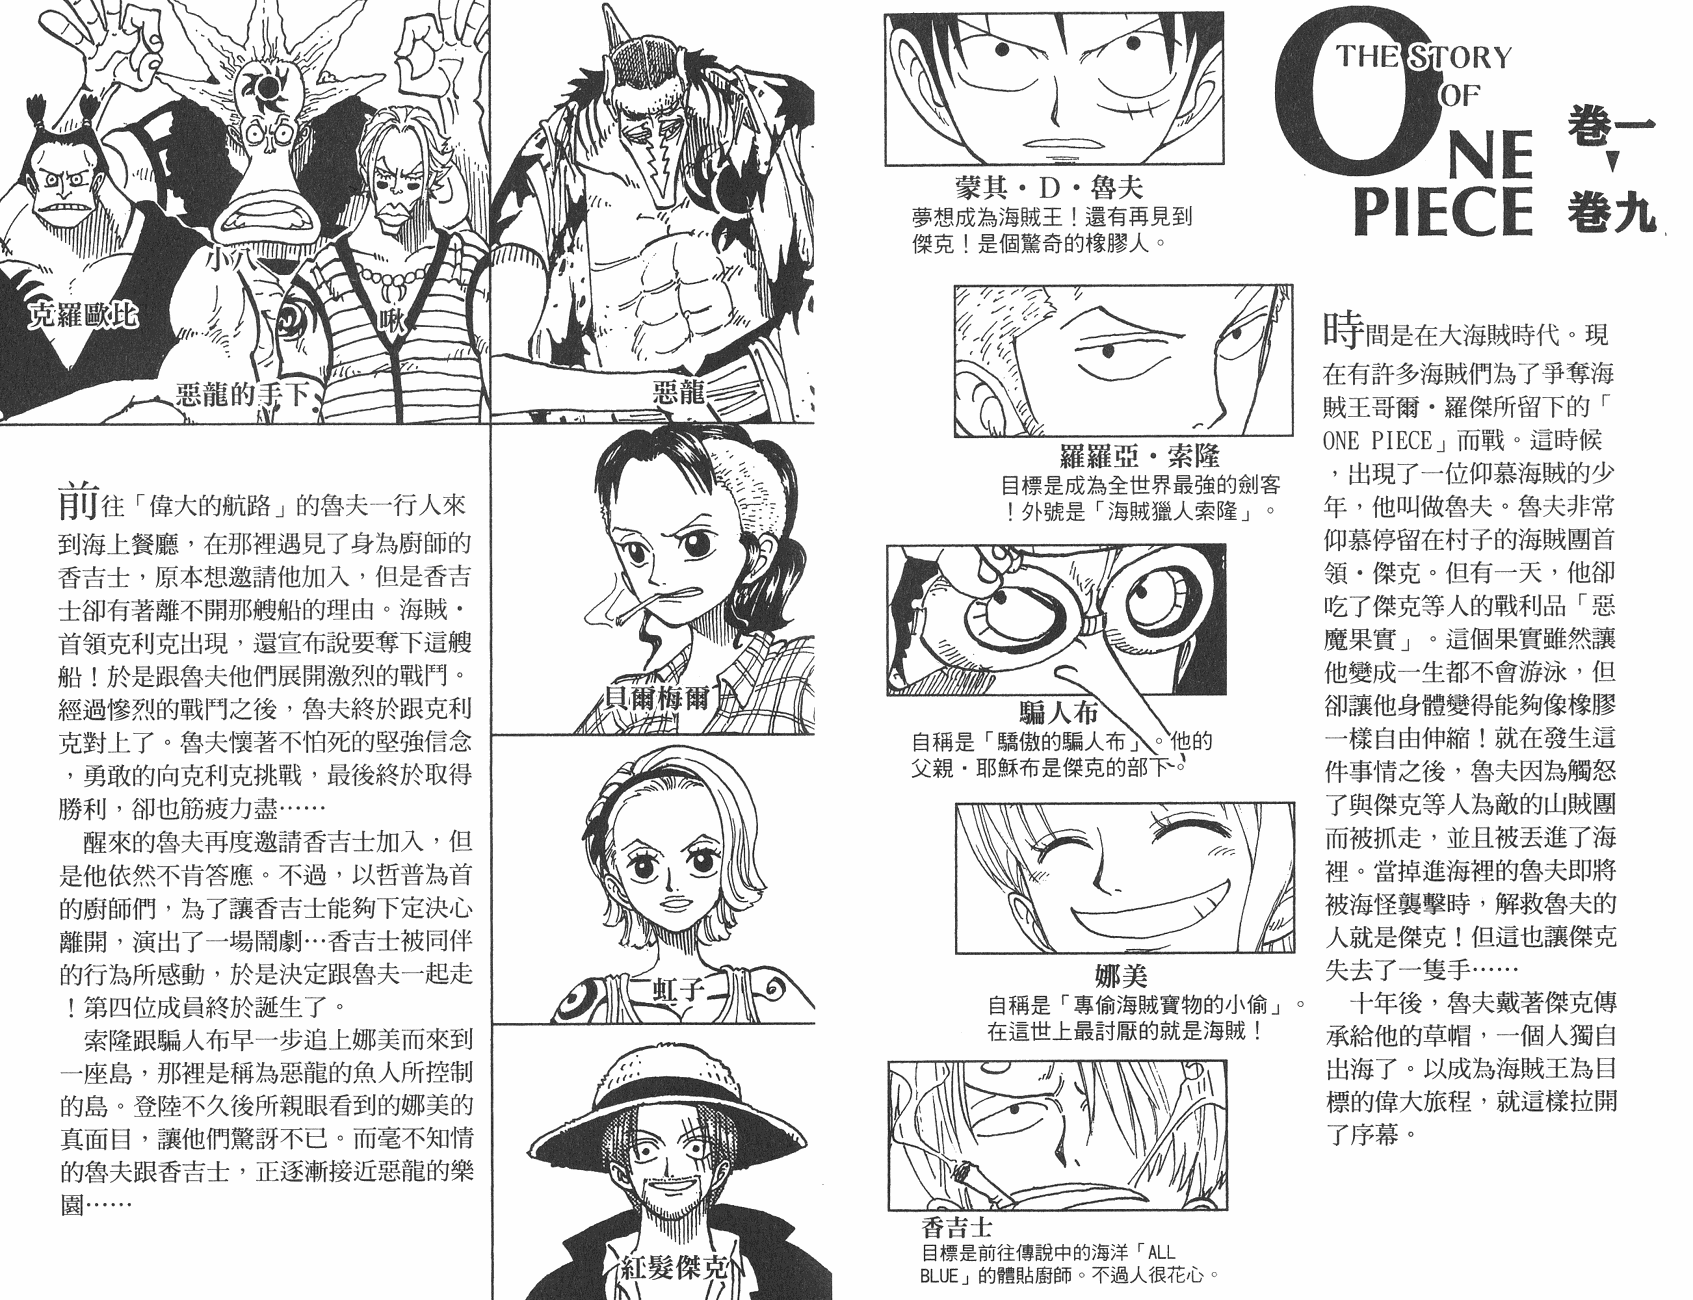 THE STORY
OF
ONE
PIECE
巻一
▼
巻九
時間是在大海賊時代。現
在有許多海賊們為了爭奪海
賊王哥爾・羅傑所留下的「
ONE PIECE」而戰。這時候
，出現了一位仰慕海賊的少
年，他叫做魯夫。魯夫非常
仰慕停留在村子的海賊團首
領・傑克。但有一天，他卻
吃了傑克等人的戰利品「惡
魔果實」。這個果實雖然讓
他變成一生都不會游泳，但
卻讓他身體變得能夠像橡膠
一樣自由伸縮！就在發生這
件事情之後，魯夫因為觸怒
了與傑克等人為敵的山賊團
而被抓走，並且被丟進了海
裡。當掉進海裡的魯夫即將
被海怪襲擊時，解救魯夫的
人就是傑克！但這也讓傑克
失去了一隻手……
十年後，魯夫戴著傑克傳
承給他的草帽，一個人獨自
出海了。以成為海賊王為目
標的偉大旅程，就這樣拉開
了序幕。
蒙其・D・魯夫
夢想成為海賊王！還有再見到
傑克！是個驚奇的橡膠人。
羅羅亞・索隆
目標是成為全世界最強的劍客
！外號是「海賊獵人索隆」。
騙人布
自稱是「驕傲的騙人布」。他的
父親・耶穌布是傑克的部下。
娜美
自稱是「專偷海賊寶物的小偷」。
在這世上最討厭的就是海賊！
香吉士
目標是前往傳說中的海洋「ALL
BLUE」的體貼廚師。不過人很花心。
小八
克羅歐比
啾
惡龍的手下
惡龍
貝爾梅爾
虹子
紅髮傑克
前往「偉大的航路」的魯夫一行人來
到海上餐廳，在那裡遇見了身為廚師的
香吉士，原本想邀請他加入，但是香吉
士卻有著離不開那艘船的理由。海賊・
首領克利克出現，還宣布說要奪下這艘
船！於是跟魯夫他們展開激烈的戰鬥。
經過慘烈的戰鬥之後，魯夫終於跟克利
克對上了。魯夫懷著不怕死的堅強信念
，勇敢的向克利克挑戰，最後終於取得
勝利，卻也筋疲力盡……
醒來的魯夫再度邀請香吉士加入，但
是他依然不肯答應。不過，以哲普為首
的廚師們，為了讓香吉士能夠下定決心
離開，演出了一場鬧劇…香吉士被同伴
的行為所感動，於是決定跟魯夫一起走
！第四位成員終於誕生了。
索隆跟騙人布早一步追上娜美而來到
一座島，那裡是稱為惡龍的魚人所控制
的島。登陸不久後所親眼看到的娜美的
真面目，讓他們驚訝不已。而毫不知情
的魯夫跟香吉士，正逐漸接近惡龍的樂
園……